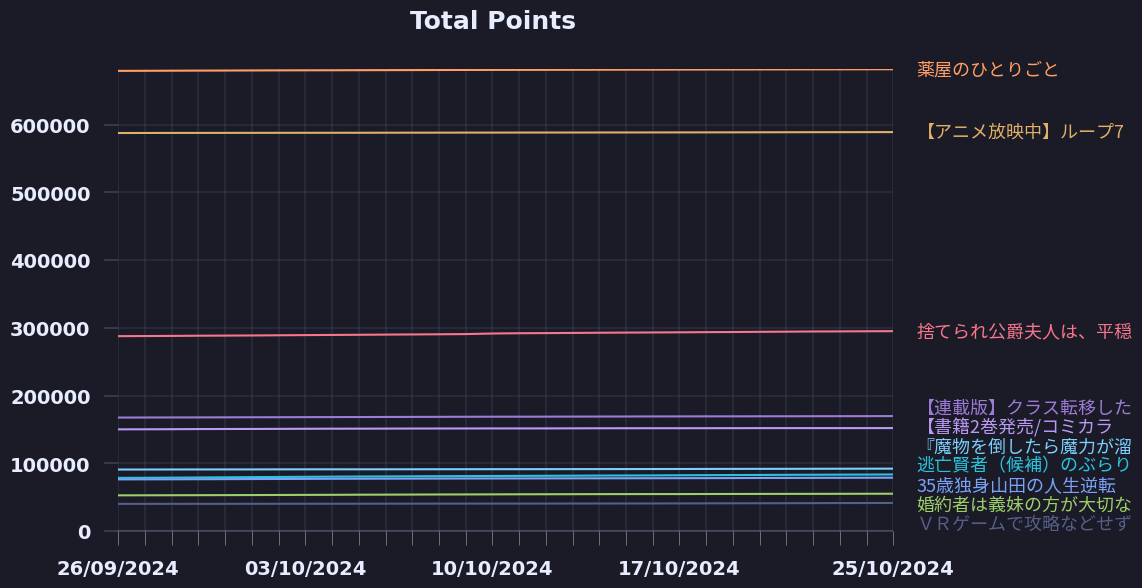 Total Points
薬屋のひとりごと
600000
【アニメ放映中】ループ7
500000
400000
300000
捨てられ公爵夫人は、平穏
200000
【連載版】クラス転移した
【書籍2巻発売/コミカラ
『魔物を倒したら魔力が溜
100000
逃亡賢者（候補）のぶらり
35歳独身山田の人生逆転
婚約者は義妹の方が大切な
ＶＲゲームで攻略などせず
0
26/09/2024
03/10/2024
10/10/2024
17/10/2024
25/10/2024